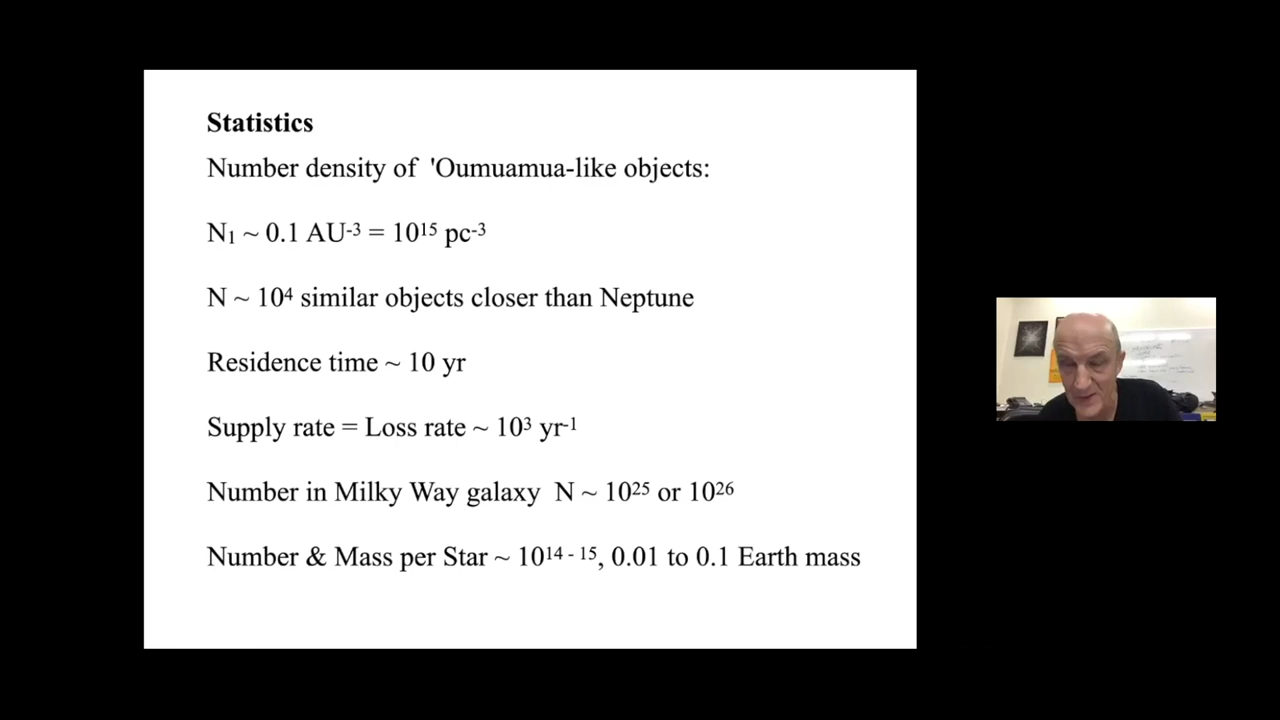 Statistics
Number density of 'Oumuamua-like objects:
N₁ ~ 0.1 AU⁻³ = 10¹⁵ pc⁻³
N ~ 10⁴ similar objects closer than Neptune
Residence time ~ 10 yr
Supply rate = Loss rate ~ 10³ yr⁻¹
Number in Milky Way galaxy N ~ 10²⁵ or 10²⁶
Number & Mass per Star ~ 10¹⁴ ⁻ ¹⁵, 0.01 to 0.1 Earth mass